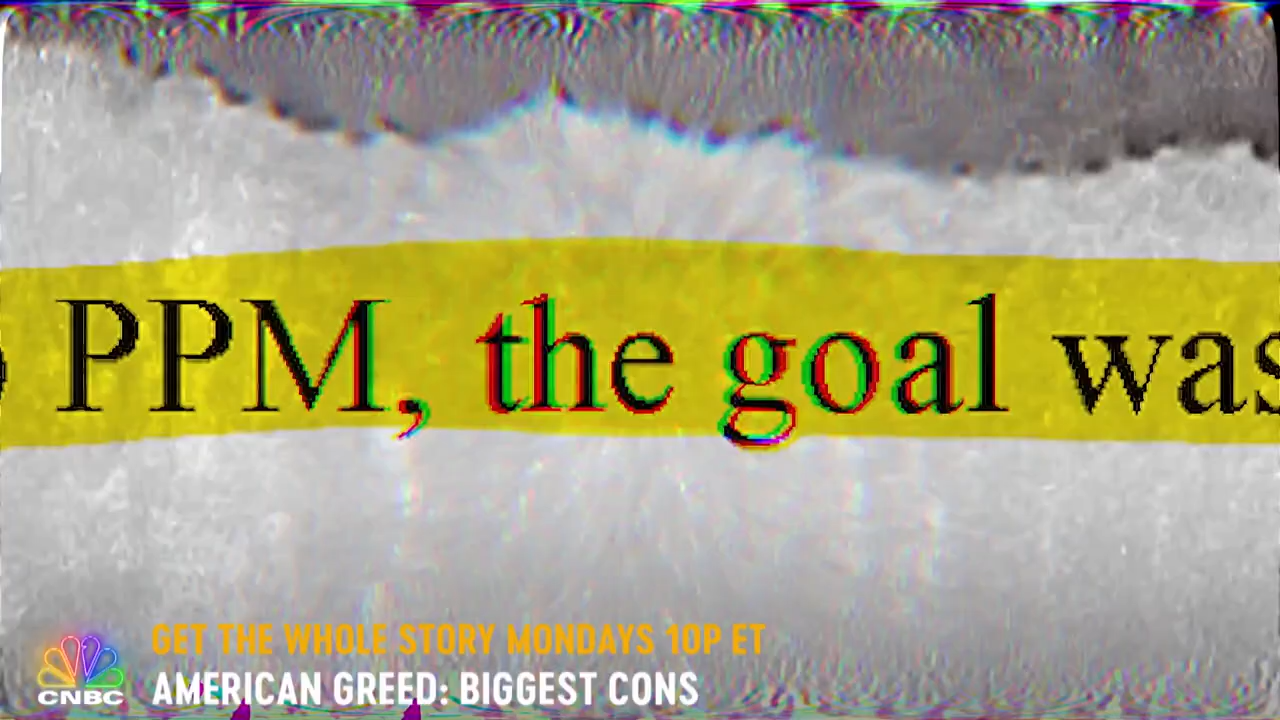 PPM, the goal was
GET THE WHOLE STORY MONDAYS 10P ET
CNBC
AMERICAN GREED: BIGGEST CONS